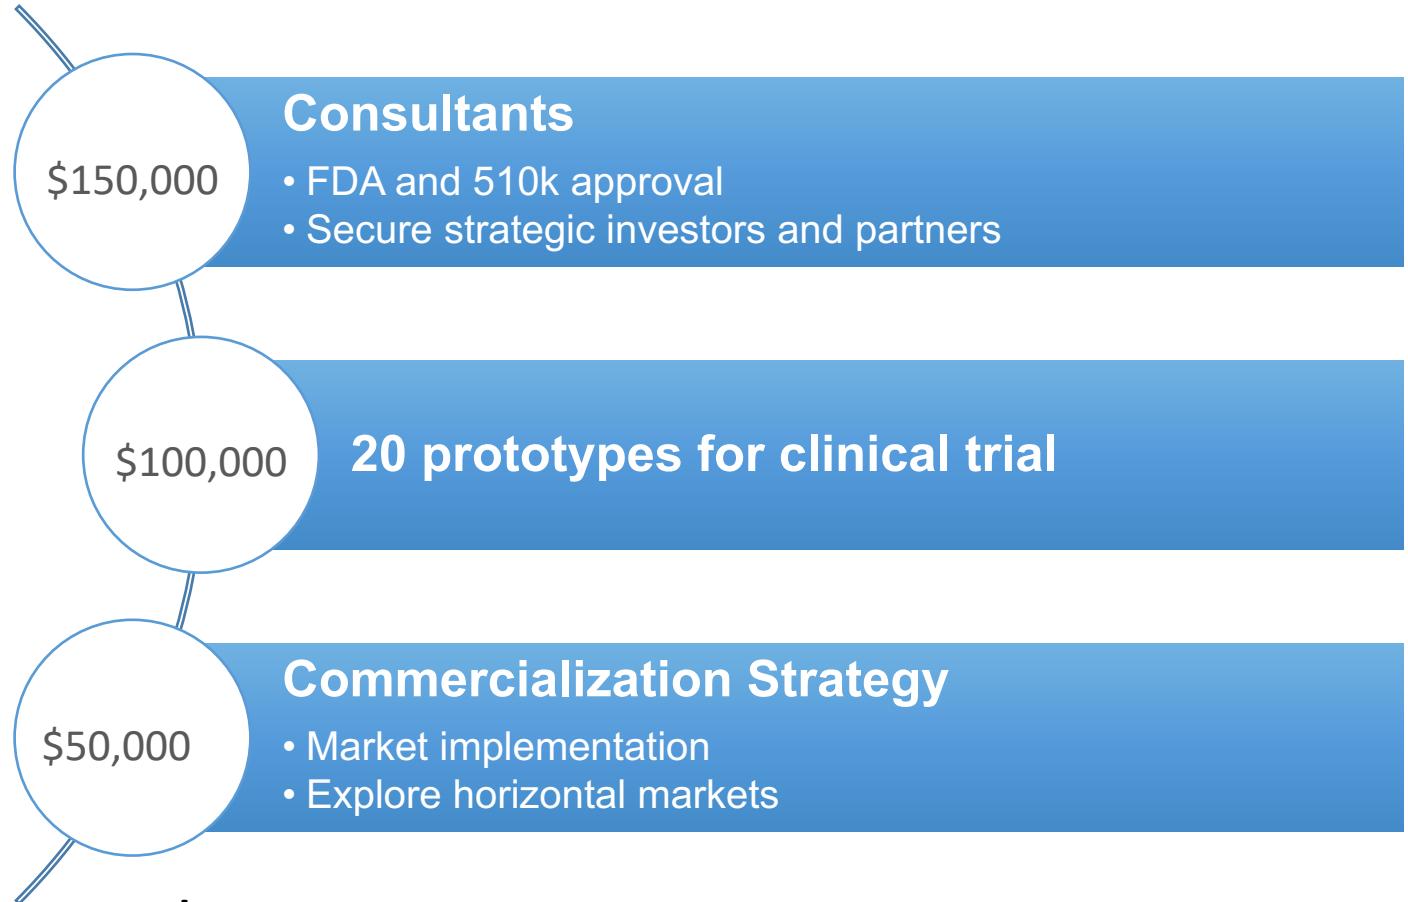 Consultants
$150,000
• FDA and 510k approval
• Secure strategic investors and partners
$100,000
20 prototypes for clinical trial
Commercialization Strategy
$50,000
• Market implementation
• Explore horizontal markets